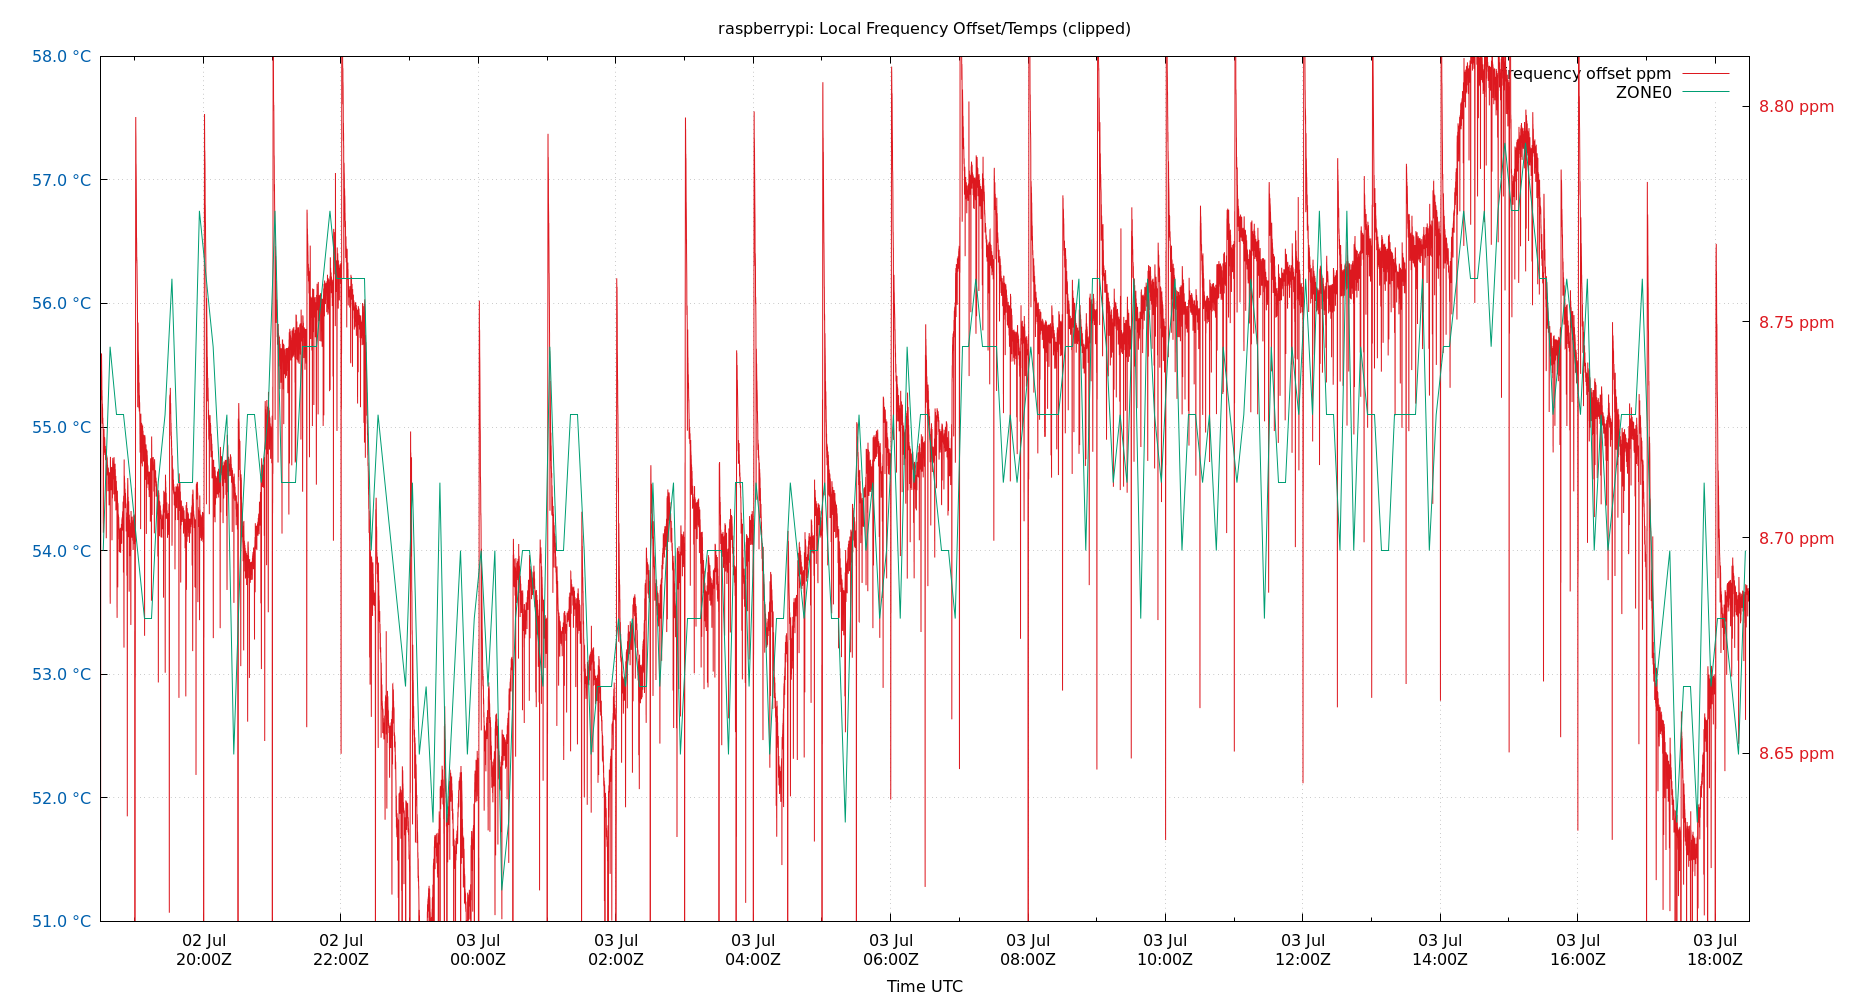 raspberrypi: Local Frequency Offset/Temps (clipped)
58.0 °C
57.0 °C
56.0 °C
55.0 °C
54.0 °C
53.0 °C
52.0 °C
51.0 °C
requency offset ppm
ZONE0
8.80 ppm
8.75 ppm
8.70 ppm
8.65 ppm
02 Jul 02 Jul 03 Jul 03 Jul 03 Jul 03 Jul 03 Jul 03 Jul 03 Jul 03 Jul 03 Jul 03 Jul
20:00Z 22:00Z 00:00Z 02:00Z 04:00Z 06:00Z 08:00Z 10:00Z 12:00Z 14:00Z 16:00Z 18:00Z
Time UTC